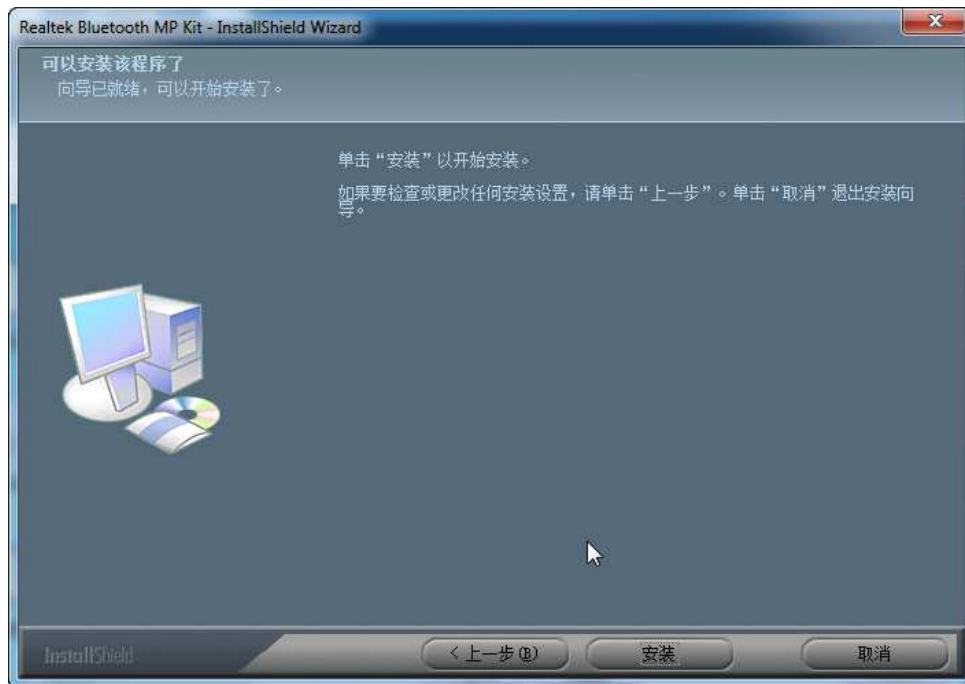 Realtek Bluetooth MP Kit - InstallShield Wizard
可以安装该程序了
向导已就绪，可以开始安装了。
单击“安装”以开始安装。
如果要检查或更改任何安装设置，请单击“上一步”。单击“取消”退出安装向
导。
InstallShield
< 上一步(B)
安装
取消